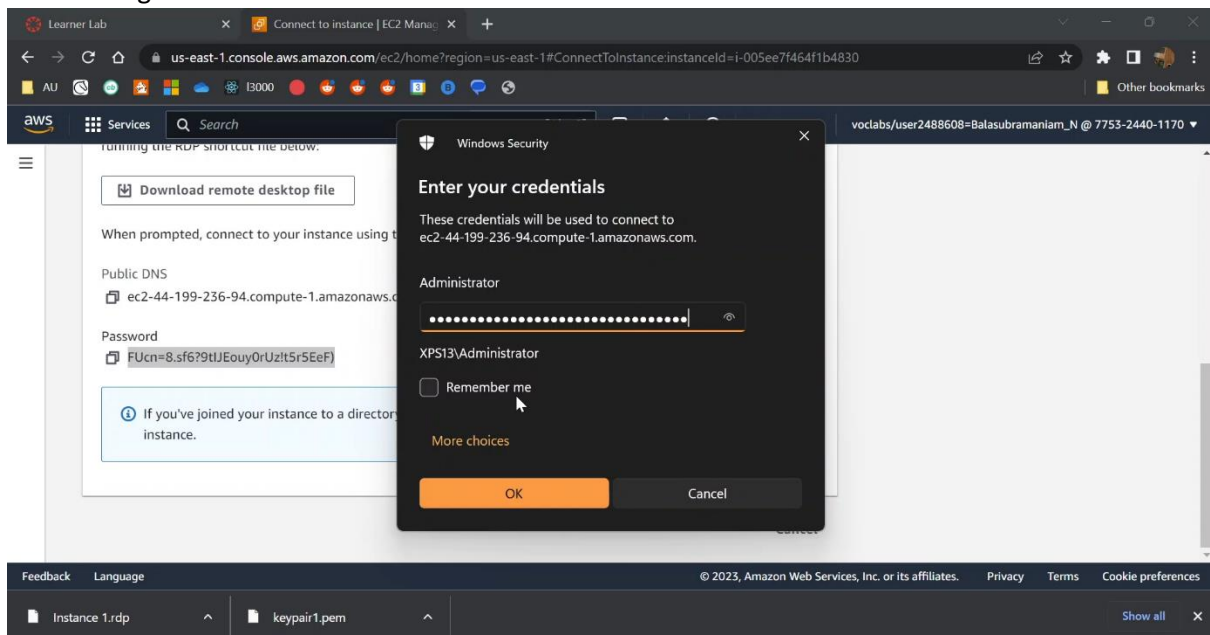 Learner Lab
Connect to instance | EC2 Manag
us-east-1.console.aws.amazon.com/ec2/home?region=us-east-1#ConnectToInstance:instanceId=i-005ee7f464f1b4830
AU
I3000
Other bookmarks
aws
Services
Search
voclabs/user2488608=Balasubramaniam_N @ 7753-2440-1170
running the RDP shortcut file below:
Download remote desktop file
When prompted, connect to your instance using t
Public DNS
ec2-44-199-236-94.compute-1.amazonaws.c
Password
FUcn=8.sf6?9tIJEouy0rUz!t5r5EeF)
If you've joined your instance to a directory
instance.
Windows Security
Enter your credentials
These credentials will be used to connect to
ec2-44-199-236-94.compute-1.amazonaws.com.
Administrator
••••••••••••••••••••••••••••••••
XPS13\Administrator
Remember me
More choices
OK
Cancel
Cancel
Feedback
Language
© 2023, Amazon Web Services, Inc. or its affiliates.
Privacy
Terms
Cookie preferences
Instance 1.rdp
keypair1.pem
Show all